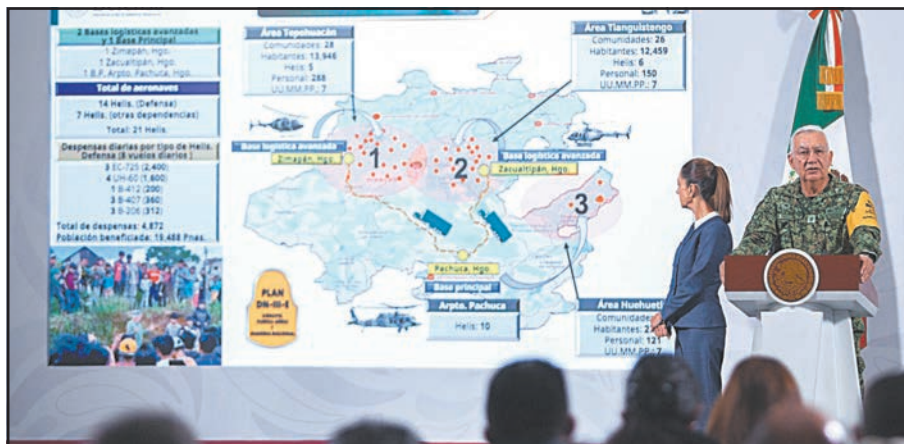 2 Bases logísticas avanzadas
y 1 Base Principal
1 Zimapán, Hgo.
1 Zacualtipán, Hgo.
1 B.P. Arpto. Pachuca, Hgo.
Total de aeronaves
14 Helis. (Defensa)
7 Helis. (otras dependencias)
Total: 21 Helis.
Despensas diarias por tipo de Helis.
Defensa (8 vuelos diarios )
3 EC-725 (2,400)
4 UH-60 (1,600)
1 B-412 (200)
3 B-407 (360)
3 B-206 (312)
Total de despensas: 4,872
Población beneficiada: 19,488 Pnas.
Área Tepehuacán
Comunidades: 28
Habitantes: 13,946
Helis: 5
Personal: 288
UU.MM.PP.: 7
Área Tianguistengo
Comunidades: 26
Habitantes: 12,459
Helis: 6
Personal: 150
UU.MM.PP.: 7
Base logística avanzada
Zimapán, Hgo.
1
2
Base logística avanzada
Zacualtipán, Hgo.
3
Pachuca, Hgo.
Base principal
Arpto. Pachuca
Helis: 10
PLAN
DN-III-E
Área Huehuetl
Comunidade
Habitantes: 2
Personal: 121
UU.MM.PP.: 7